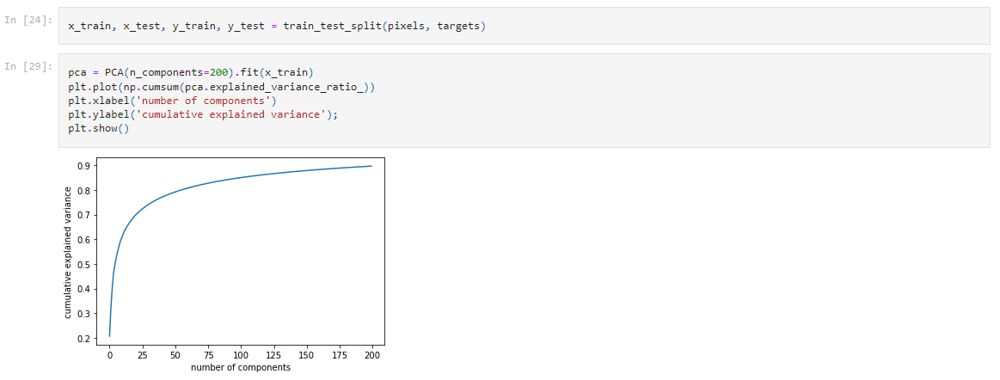 In [24]:
x_train, x_test, y_train, y_test = train_test_split(pixels, targets)
In [29]:
pca = PCA(n_components=200).fit(x_train)
plt.plot(np.cumsum(pca.explained_variance_ratio_))
plt.xlabel('number of components')
plt.ylabel('cumulative explained variance');
plt.show()
cumulative explained variance
0.9
0.8
0.7
0.6
0.5
0.4
0.3
0.2
0 25 50 75 100 125 150 175 200
number of components